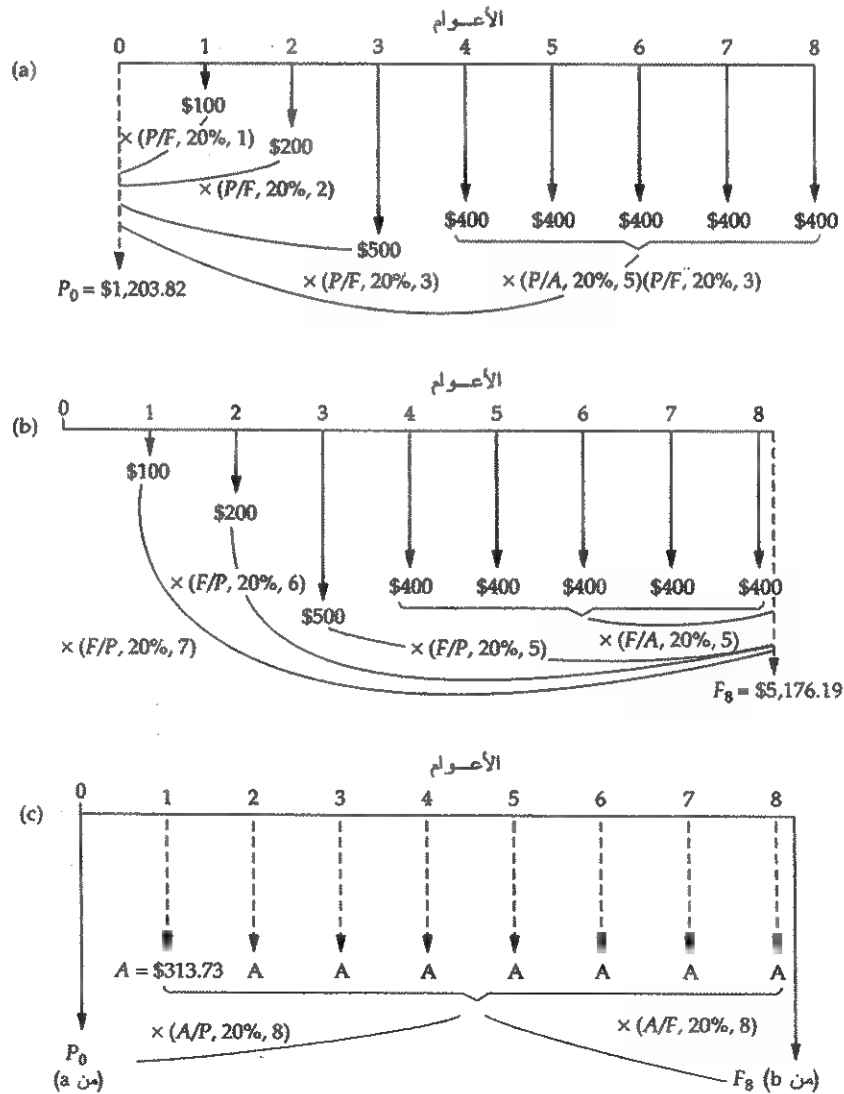 الأعوام
0 1 2 3 4 5 6 7 8
(a)
$100
× (P/F, 20%, 1)
$200
× (P/F, 20%, 2)
$400 $400 $400 $400 $400
$500
× (P/F, 20%, 3) × (P/A, 20%, 5)(P/F, 20%, 3)
P₀ = $1,203.82
الأعوام
0 1 2 3 4 5 6 7 8
(b)
$100
$200
× (F/P, 20%, 6) $400 $400 $400 $400 $400
$500
× (F/P, 20%, 7) × (F/P, 20%, 5) × (F/A, 20%, 5)
F₈ = $5,176.19
الأعوام
0 1 2 3 4 5 6 7 8
(c)
A = $313.73 A A A A A A A
× (A/P, 20%, 8) × (A/F, 20%, 8)
P₀
(من a)
F₈ (من b)